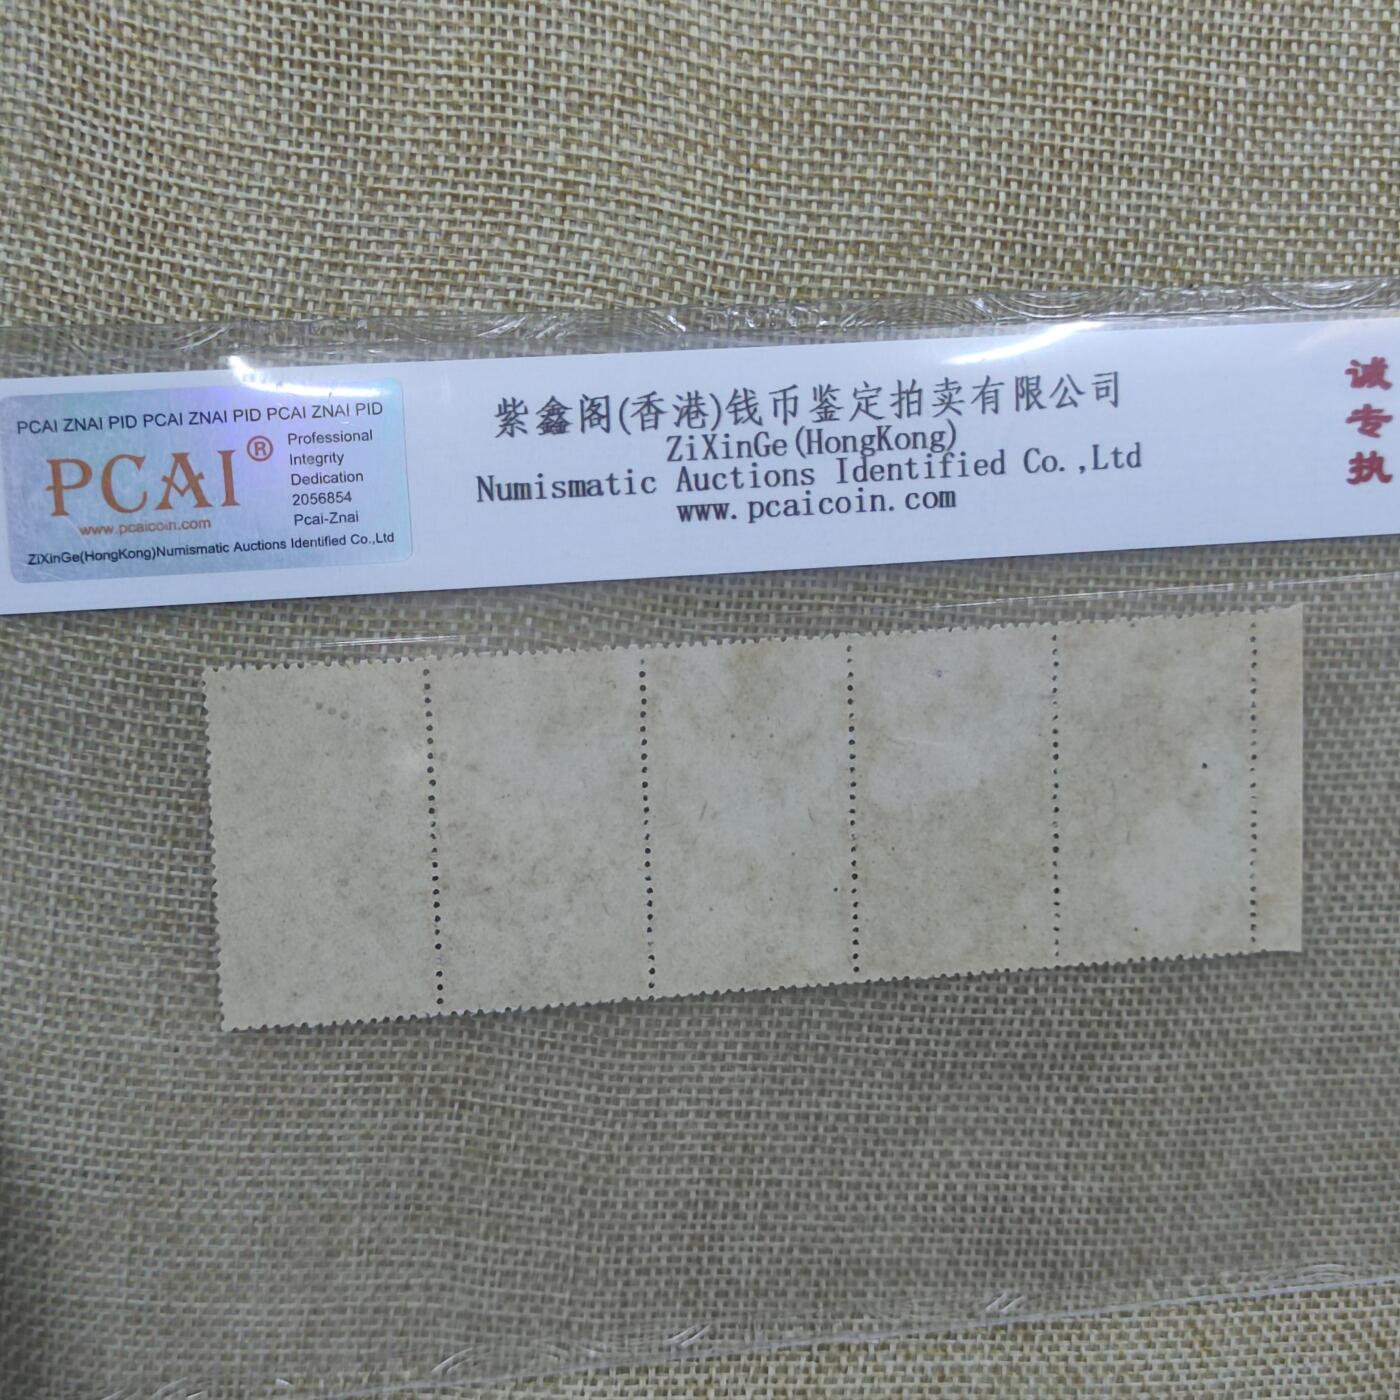 PCAI ZNAI PID PCAI ZNAI PID PCAI ZNAI PID
PCAI®
Professional
Integrity
Dedication
2056854
Pcai-Znai
www.pcaicoin.com
ZiXinGe(HongKong)Numismatic Auctions Identified Co.,Ltd
紫鑫阁(香港)钱币鉴定拍卖有限公司
ZiXinGe(HongKong)
Numismatic Auctions Identified Co.,Ltd
www.pcaicoin.com
诚
专
执